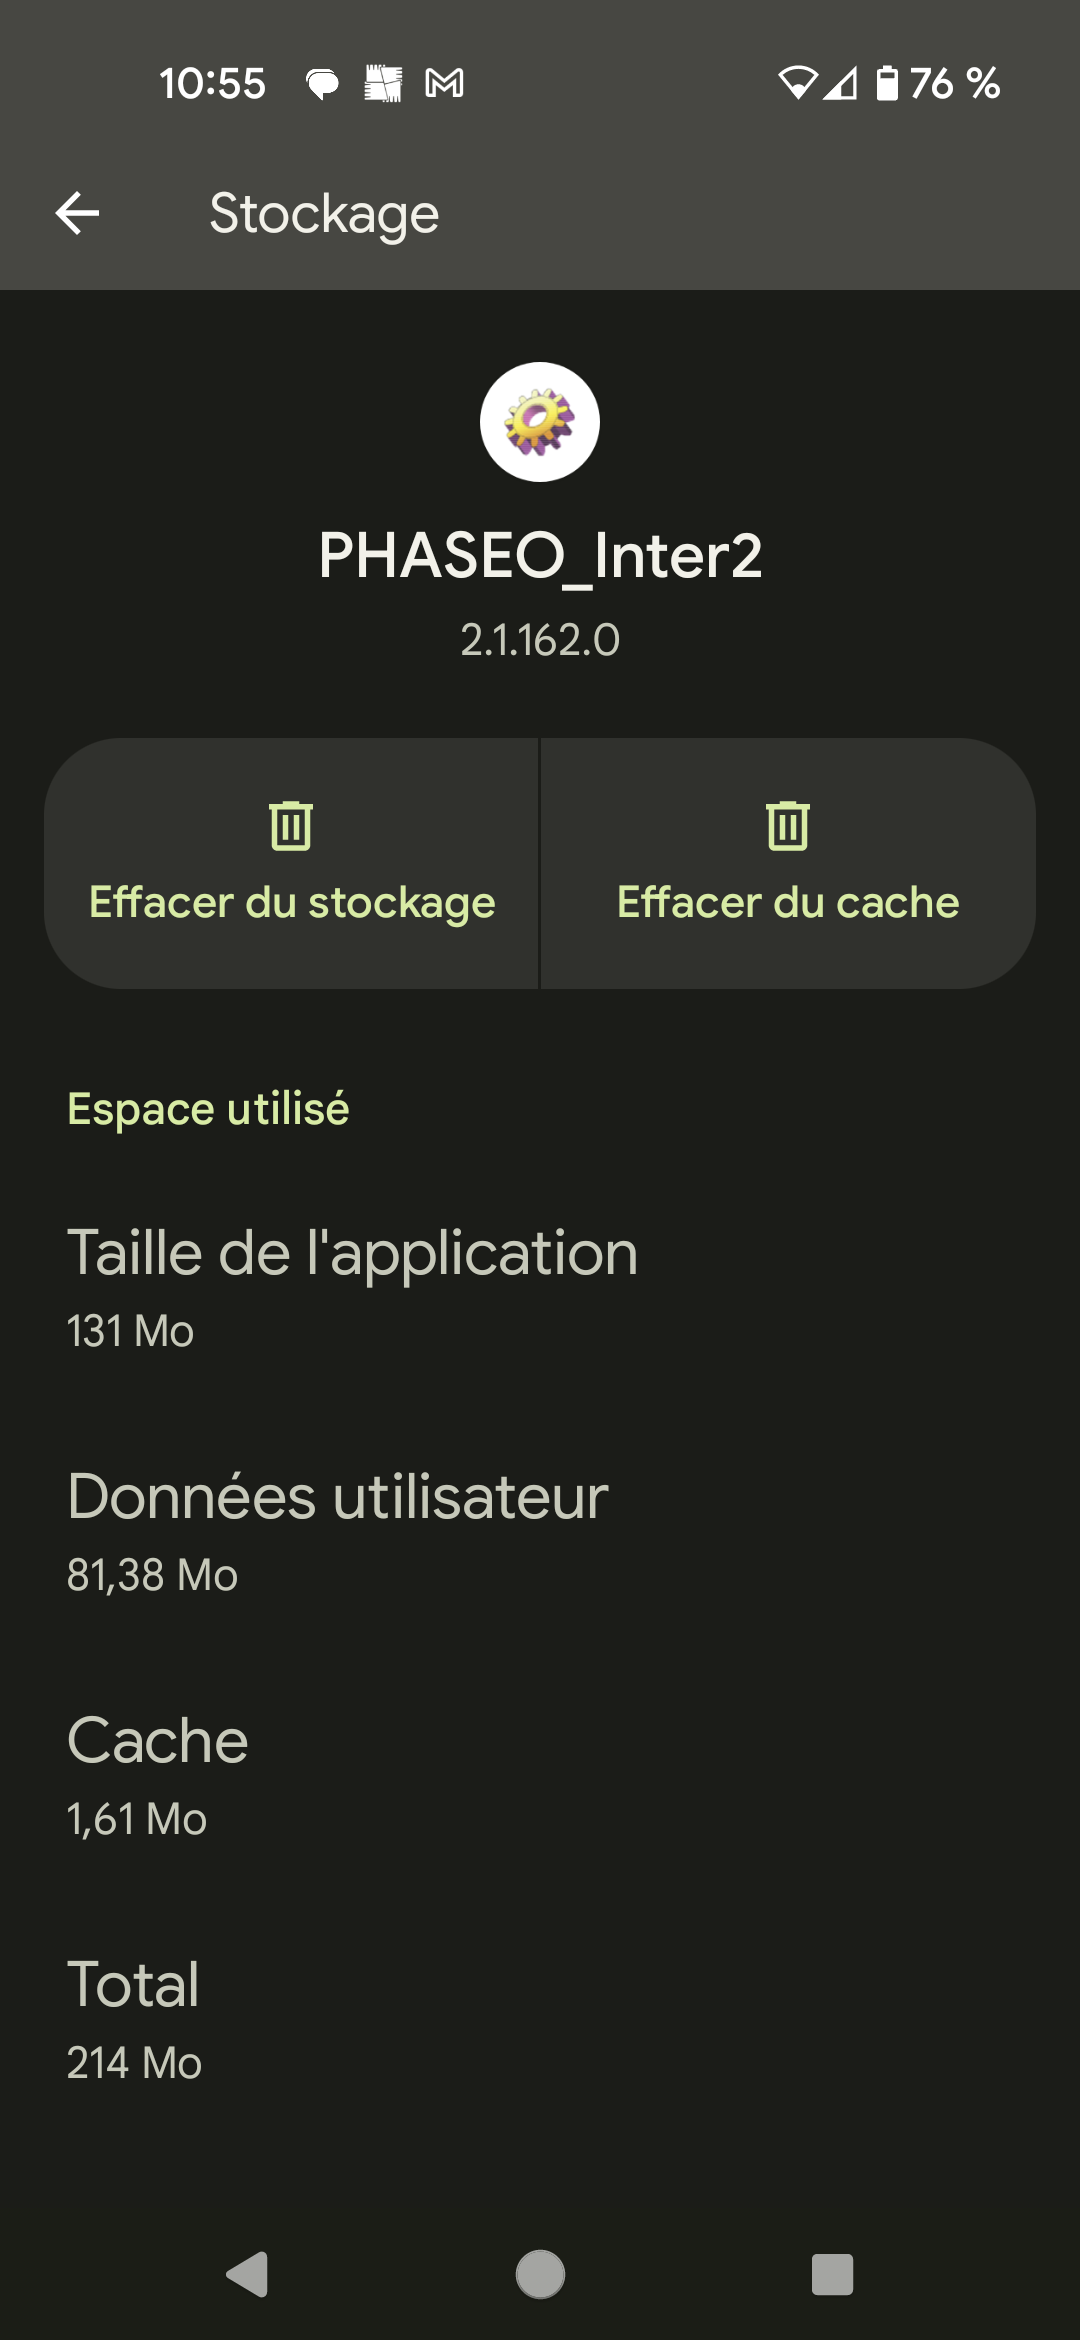 10:55
76 %
Stockage
PHASEO_Inter2
2.1.162.0
Effacer du stockage
Effacer du cache
Espace utilisé
Taille de l'application
131 Mo
Données utilisateur
81,38 Mo
Cache
1,61 Mo
Total
214 Mo